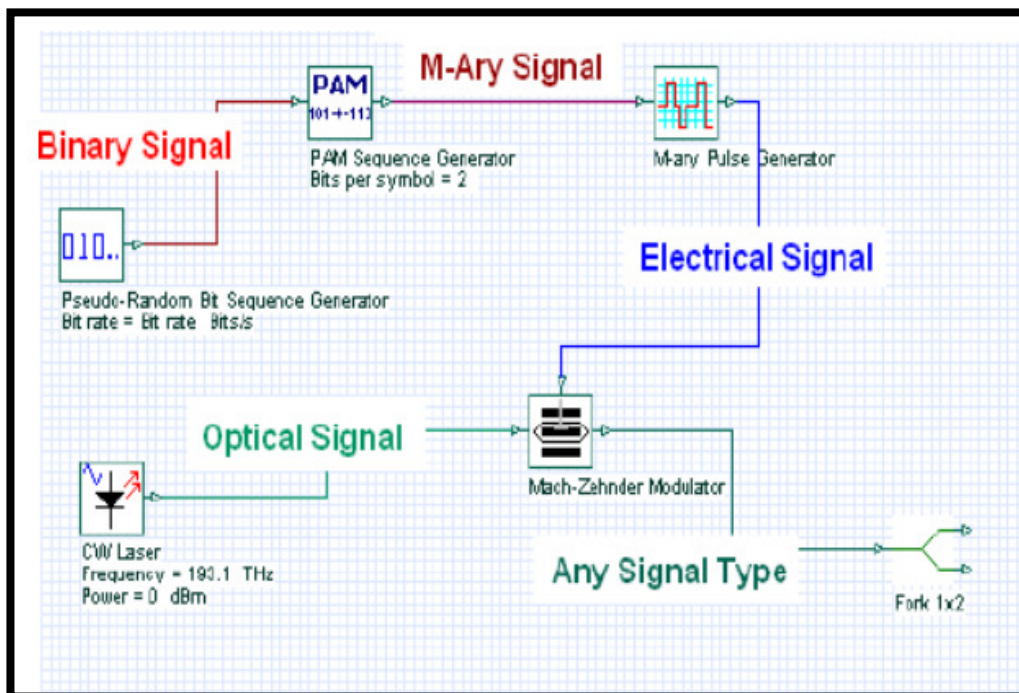 M-Ary Signal
PAM
101+-113
PAM Sequence Generator
Bits per symbol = 2
M-ary Pulse Generator
Binary Signal
010..
Pseudo-Random Bit Sequence Generator
Bit rate = Bit rate Bits/s
Electrical Signal
Optical Signal
Mach-Zehnder Modulator
CW Laser
Frequency = 193.1 THz
Power = 0 dBm
Any Signal Type
Fork 1x2